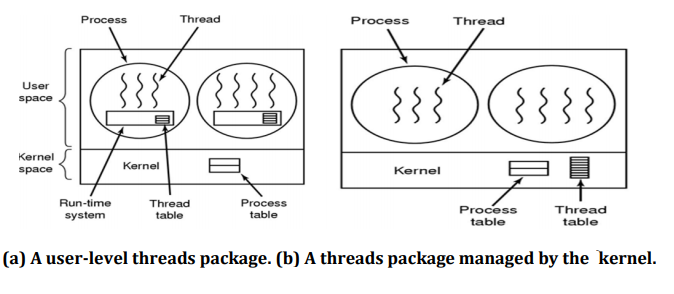 Process Thread
User
space
Kernel
space
Kernel
Run-time
system
Thread
table
Process
table
Process Thread
Kernel
Process
table
Thread
table
(a) A user-level threads package. (b) A threads package managed by the kernel.